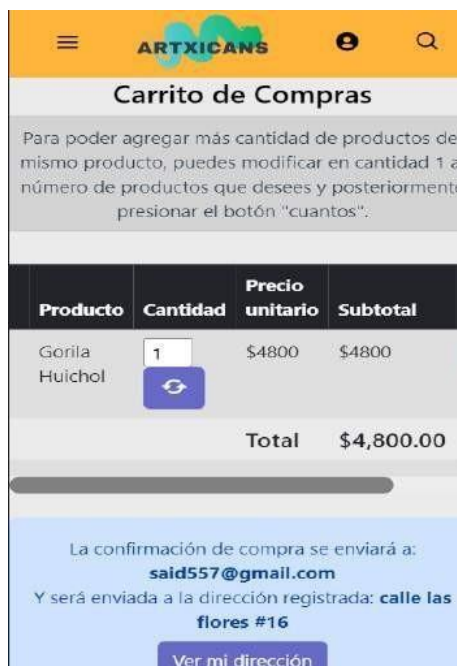 ARTXICANS
Carrito de Compras
Para poder agregar más cantidad de productos de
mismo producto, puedes modificar en cantidad 1 a
número de productos que desees y posteriormente
presionar el botón "cuantos".
Producto Cantidad Precio unitario Subtotal
Gorila Huichol 1 $4800 $4800
Total $4,800.00
La confirmación de compra se enviará a:
said557@gmail.com
Y será enviada a la dirección registrada: calle las
flores #16
Ver mi dirección